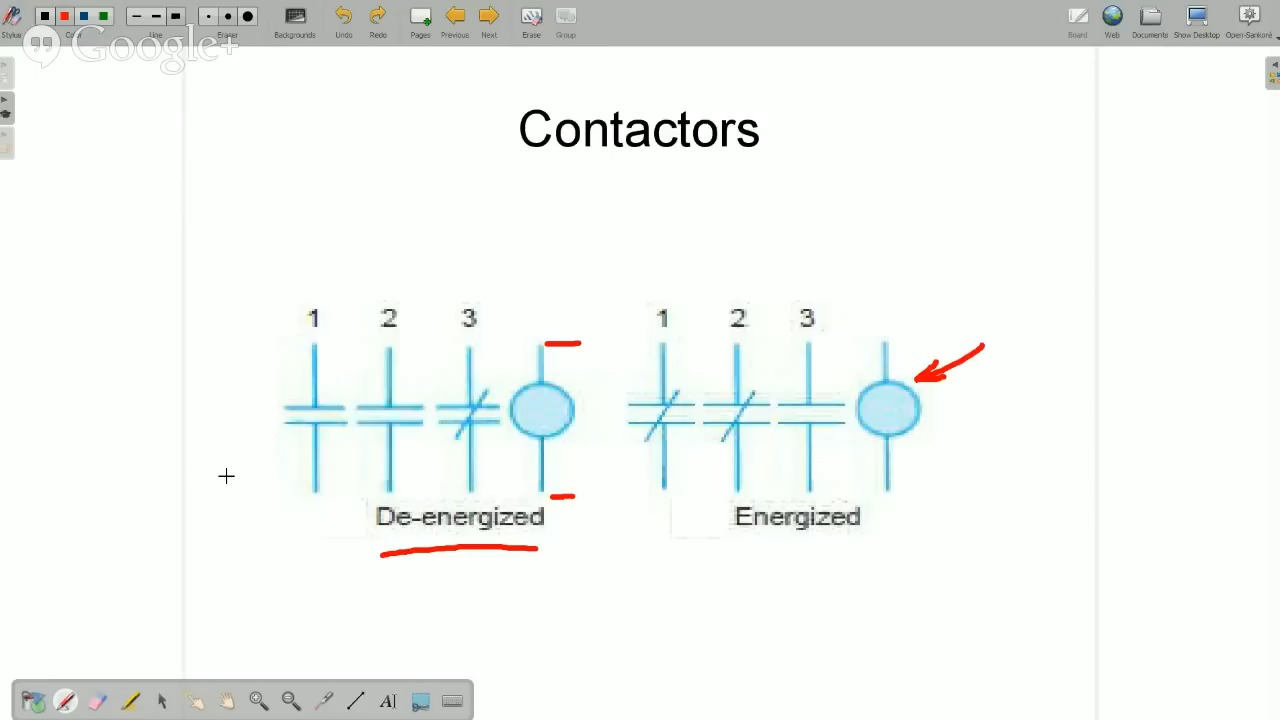 Stylus Color Line Eraser Backgrounds Undo Redo Pages Previous Next Erase Group Board Web Documents Show Desktop Open-Sankoré
Google+
Contactors
1 2 3 1 2 3
De-energized Energized